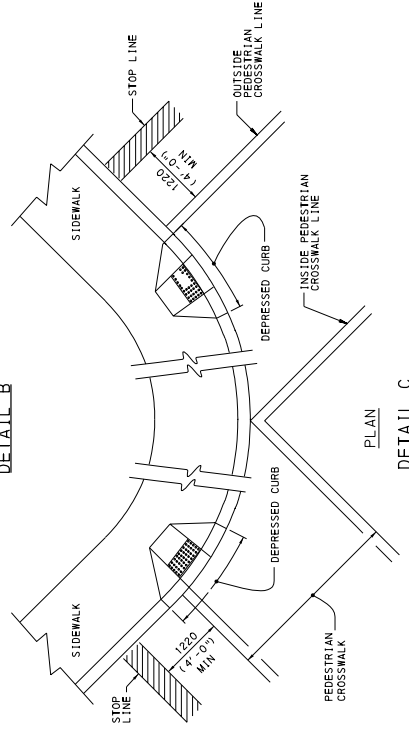 DETAIL B
SIDEWALK
SIDEWALK
STOP LINE
STOP
LINE
1220
(4'-0")
MIN
1220
(4'-0")
MIN
OUTSIDE
PEDESTRIAN
CROSSWALK LINE
DEPRESSED CURB
DEPRESSED CURB
INSIDE PEDESTRIAN
CROSSWALK LINE
PEDESTRIAN
CROSSWALK
PLAN
DETAIL C